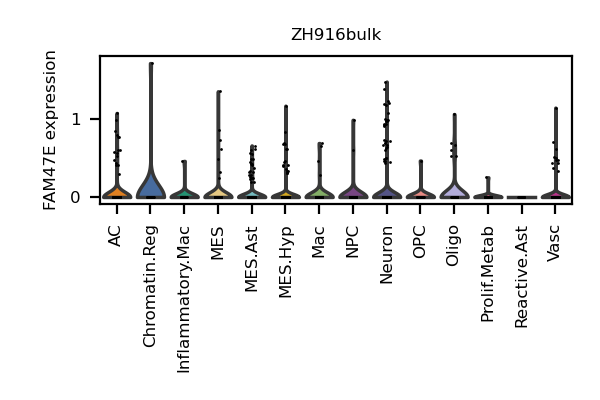 ZH916bulk
FAM47E expression
1
0
AC
Chromatin.Reg
Inflammatory.Mac
MES
MES.Ast
MES.Hyp
Mac
NPC
Neuron
OPC
Oligo
Prolif.Metab
Reactive.Ast
Vasc